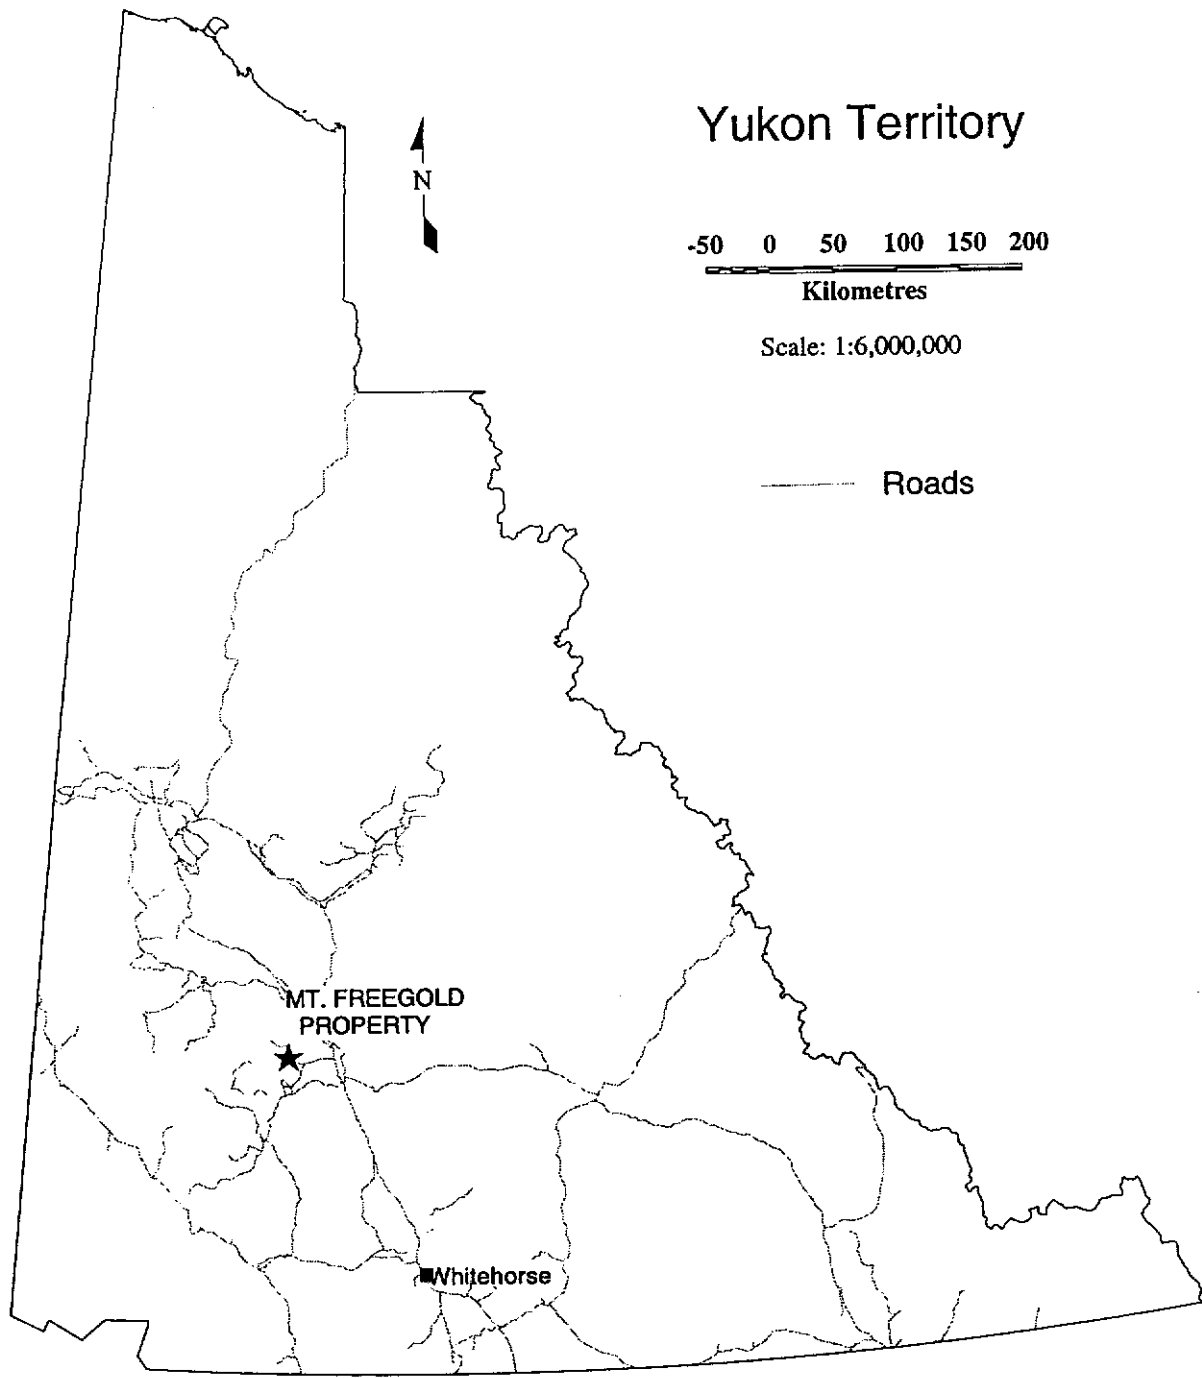 Yukon Territory
N
-50 0 50 100 150 200
Kilometres
Scale: 1:6,000,000
Roads
MT. FREEGOLD
PROPERTY
Whitehorse